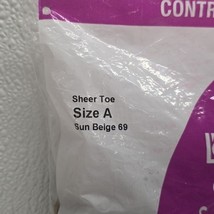 CONTR
Sheer Toe
Size A
Sun Beige 69